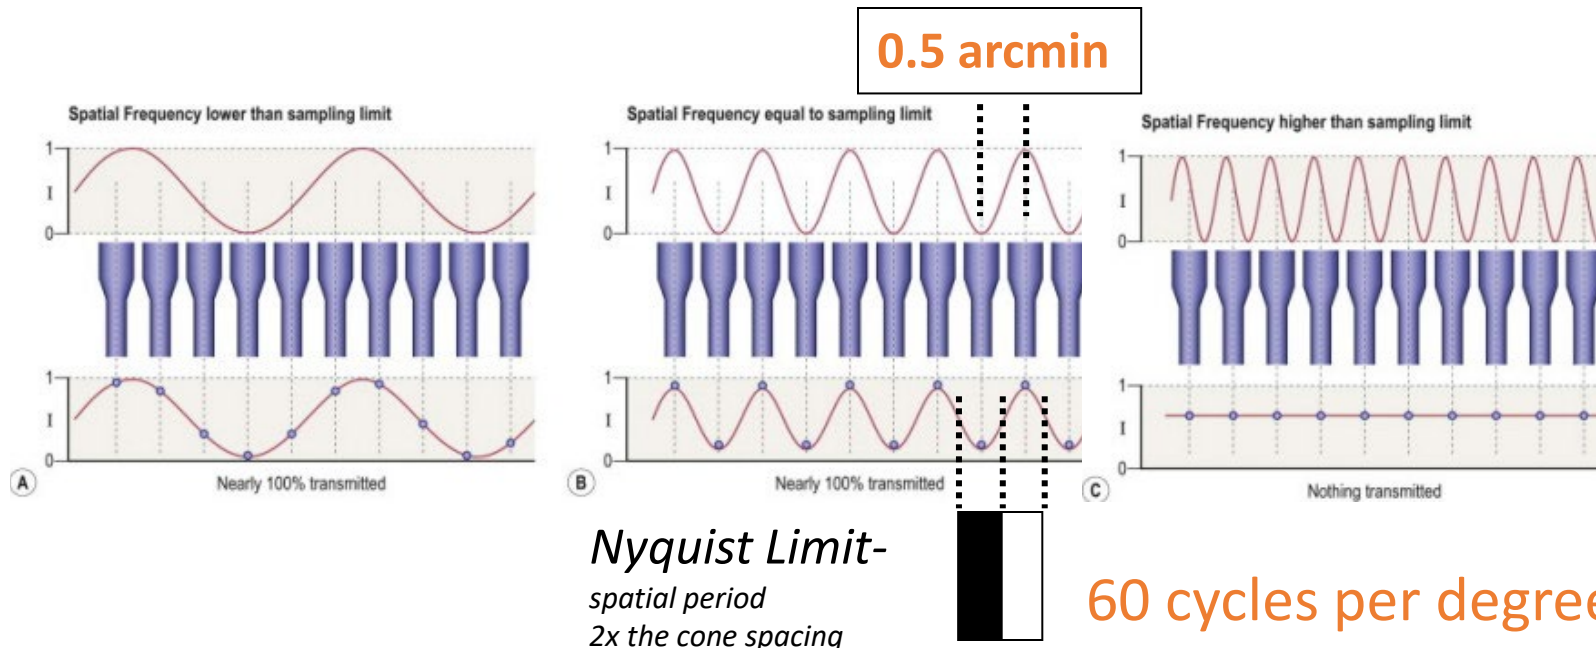 0.5 arcmin
Spatial Frequency lower than sampling limit
1
I
0
1
I
0
A
Nearly 100% transmitted
Spatial Frequency equal to sampling limit
1
I
0
1
I
0
B
Nearly 100% transmitted
Spatial Frequency higher than sampling limit
1
I
0
1
I
0
C
Nothing transmitted
Nyquist Limit-
spatial period
2x the cone spacing
60 cycles per degree